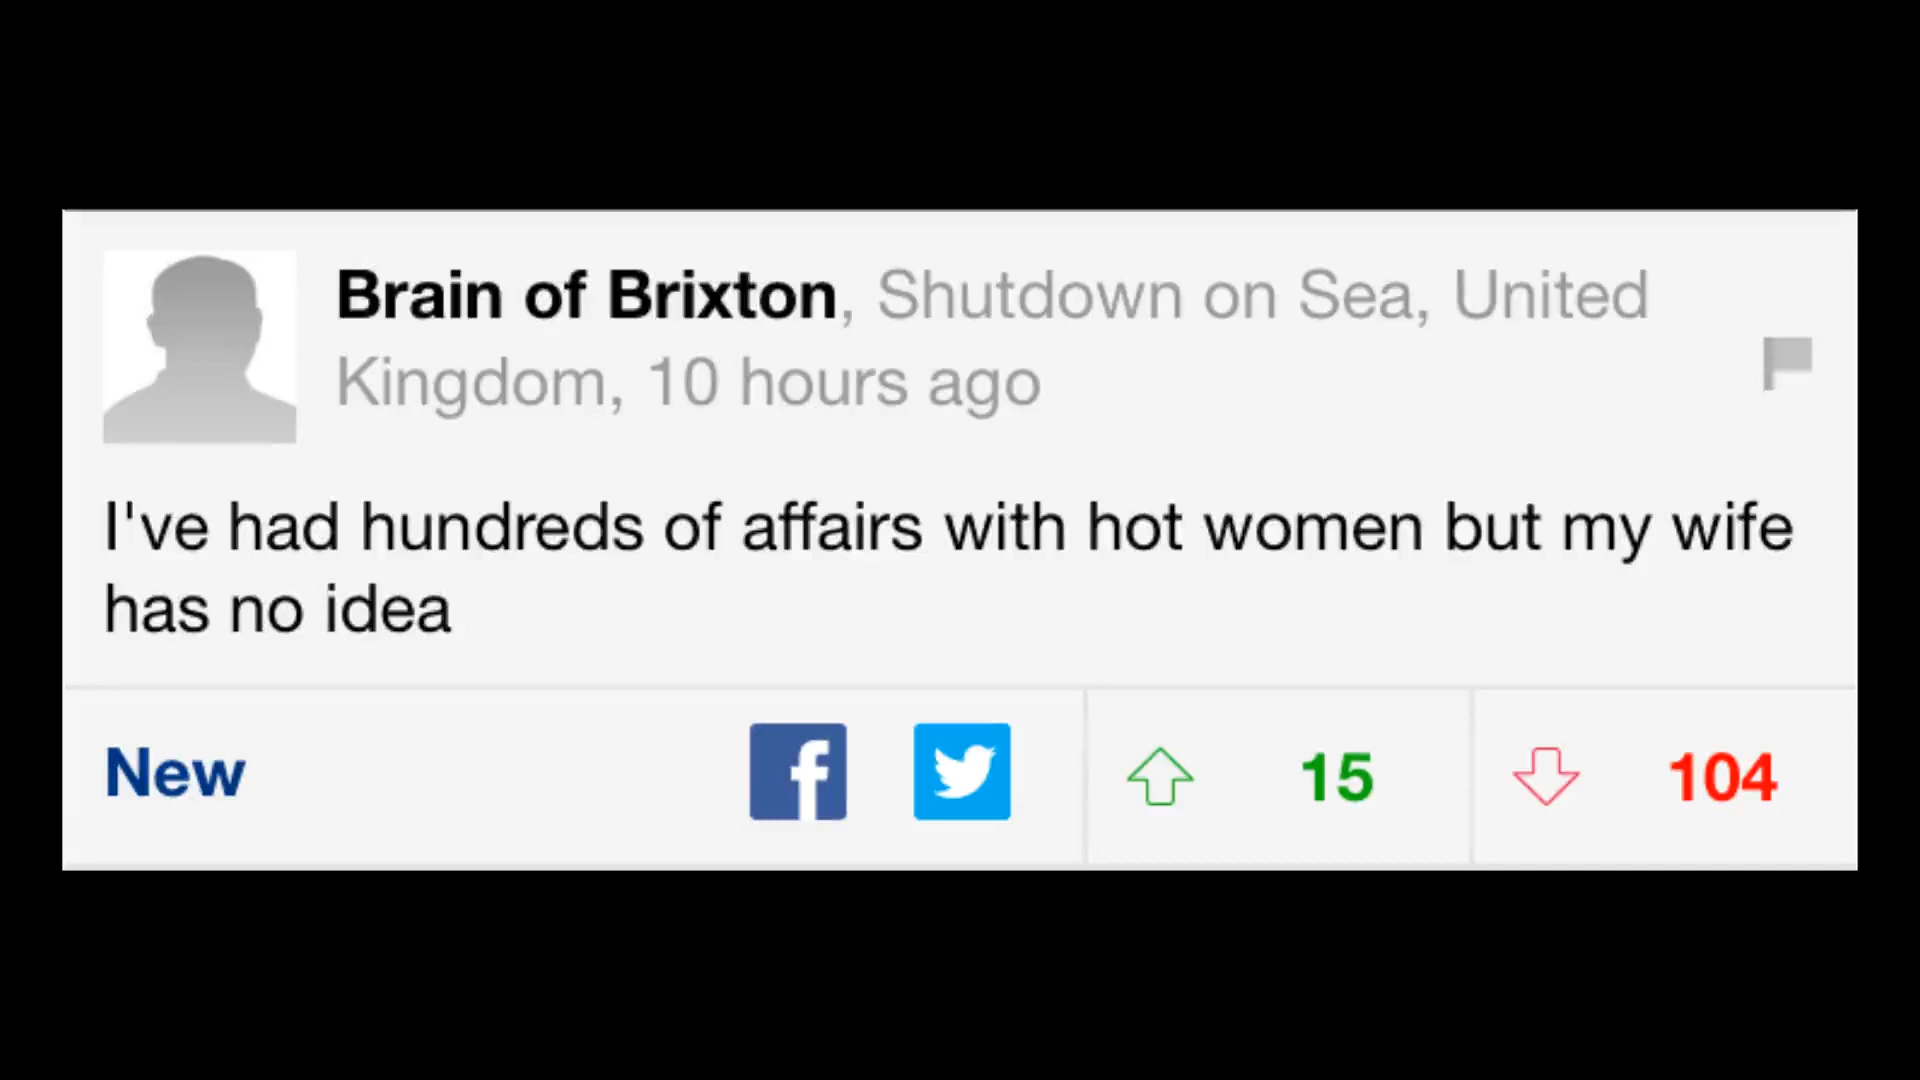 Brain of Brixton, Shutdown on Sea, United
Kingdom, 10 hours ago
I've had hundreds of affairs with hot women but my wife
has no idea
New 15 104